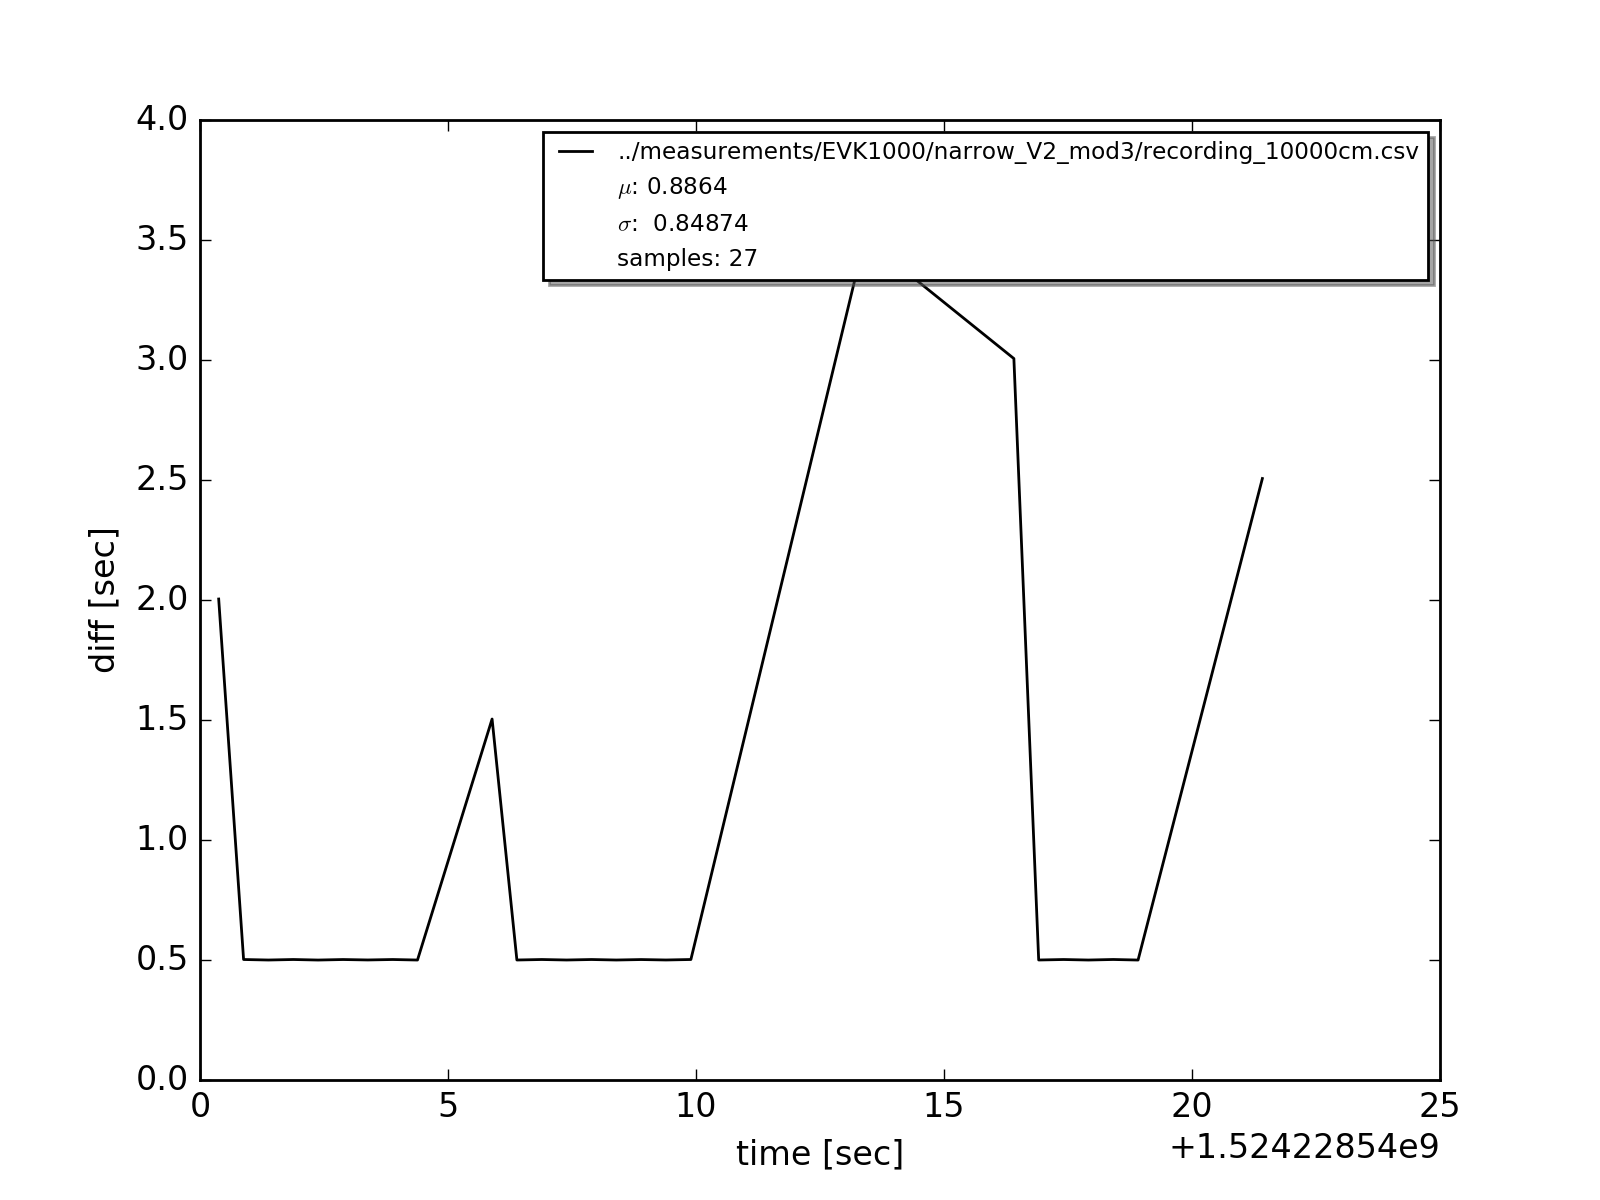 4.0
3.5
3.0
2.5
2.0
1.5
1.0
0.5
0.0
diff [sec]
../measurements/EVK1000/narrow_V2_mod3/recording_10000cm.csv
μ: 0.8864
σ: 0.84874
samples: 27
0 5 10 15 20 25
time [sec]
+1.52422854e9